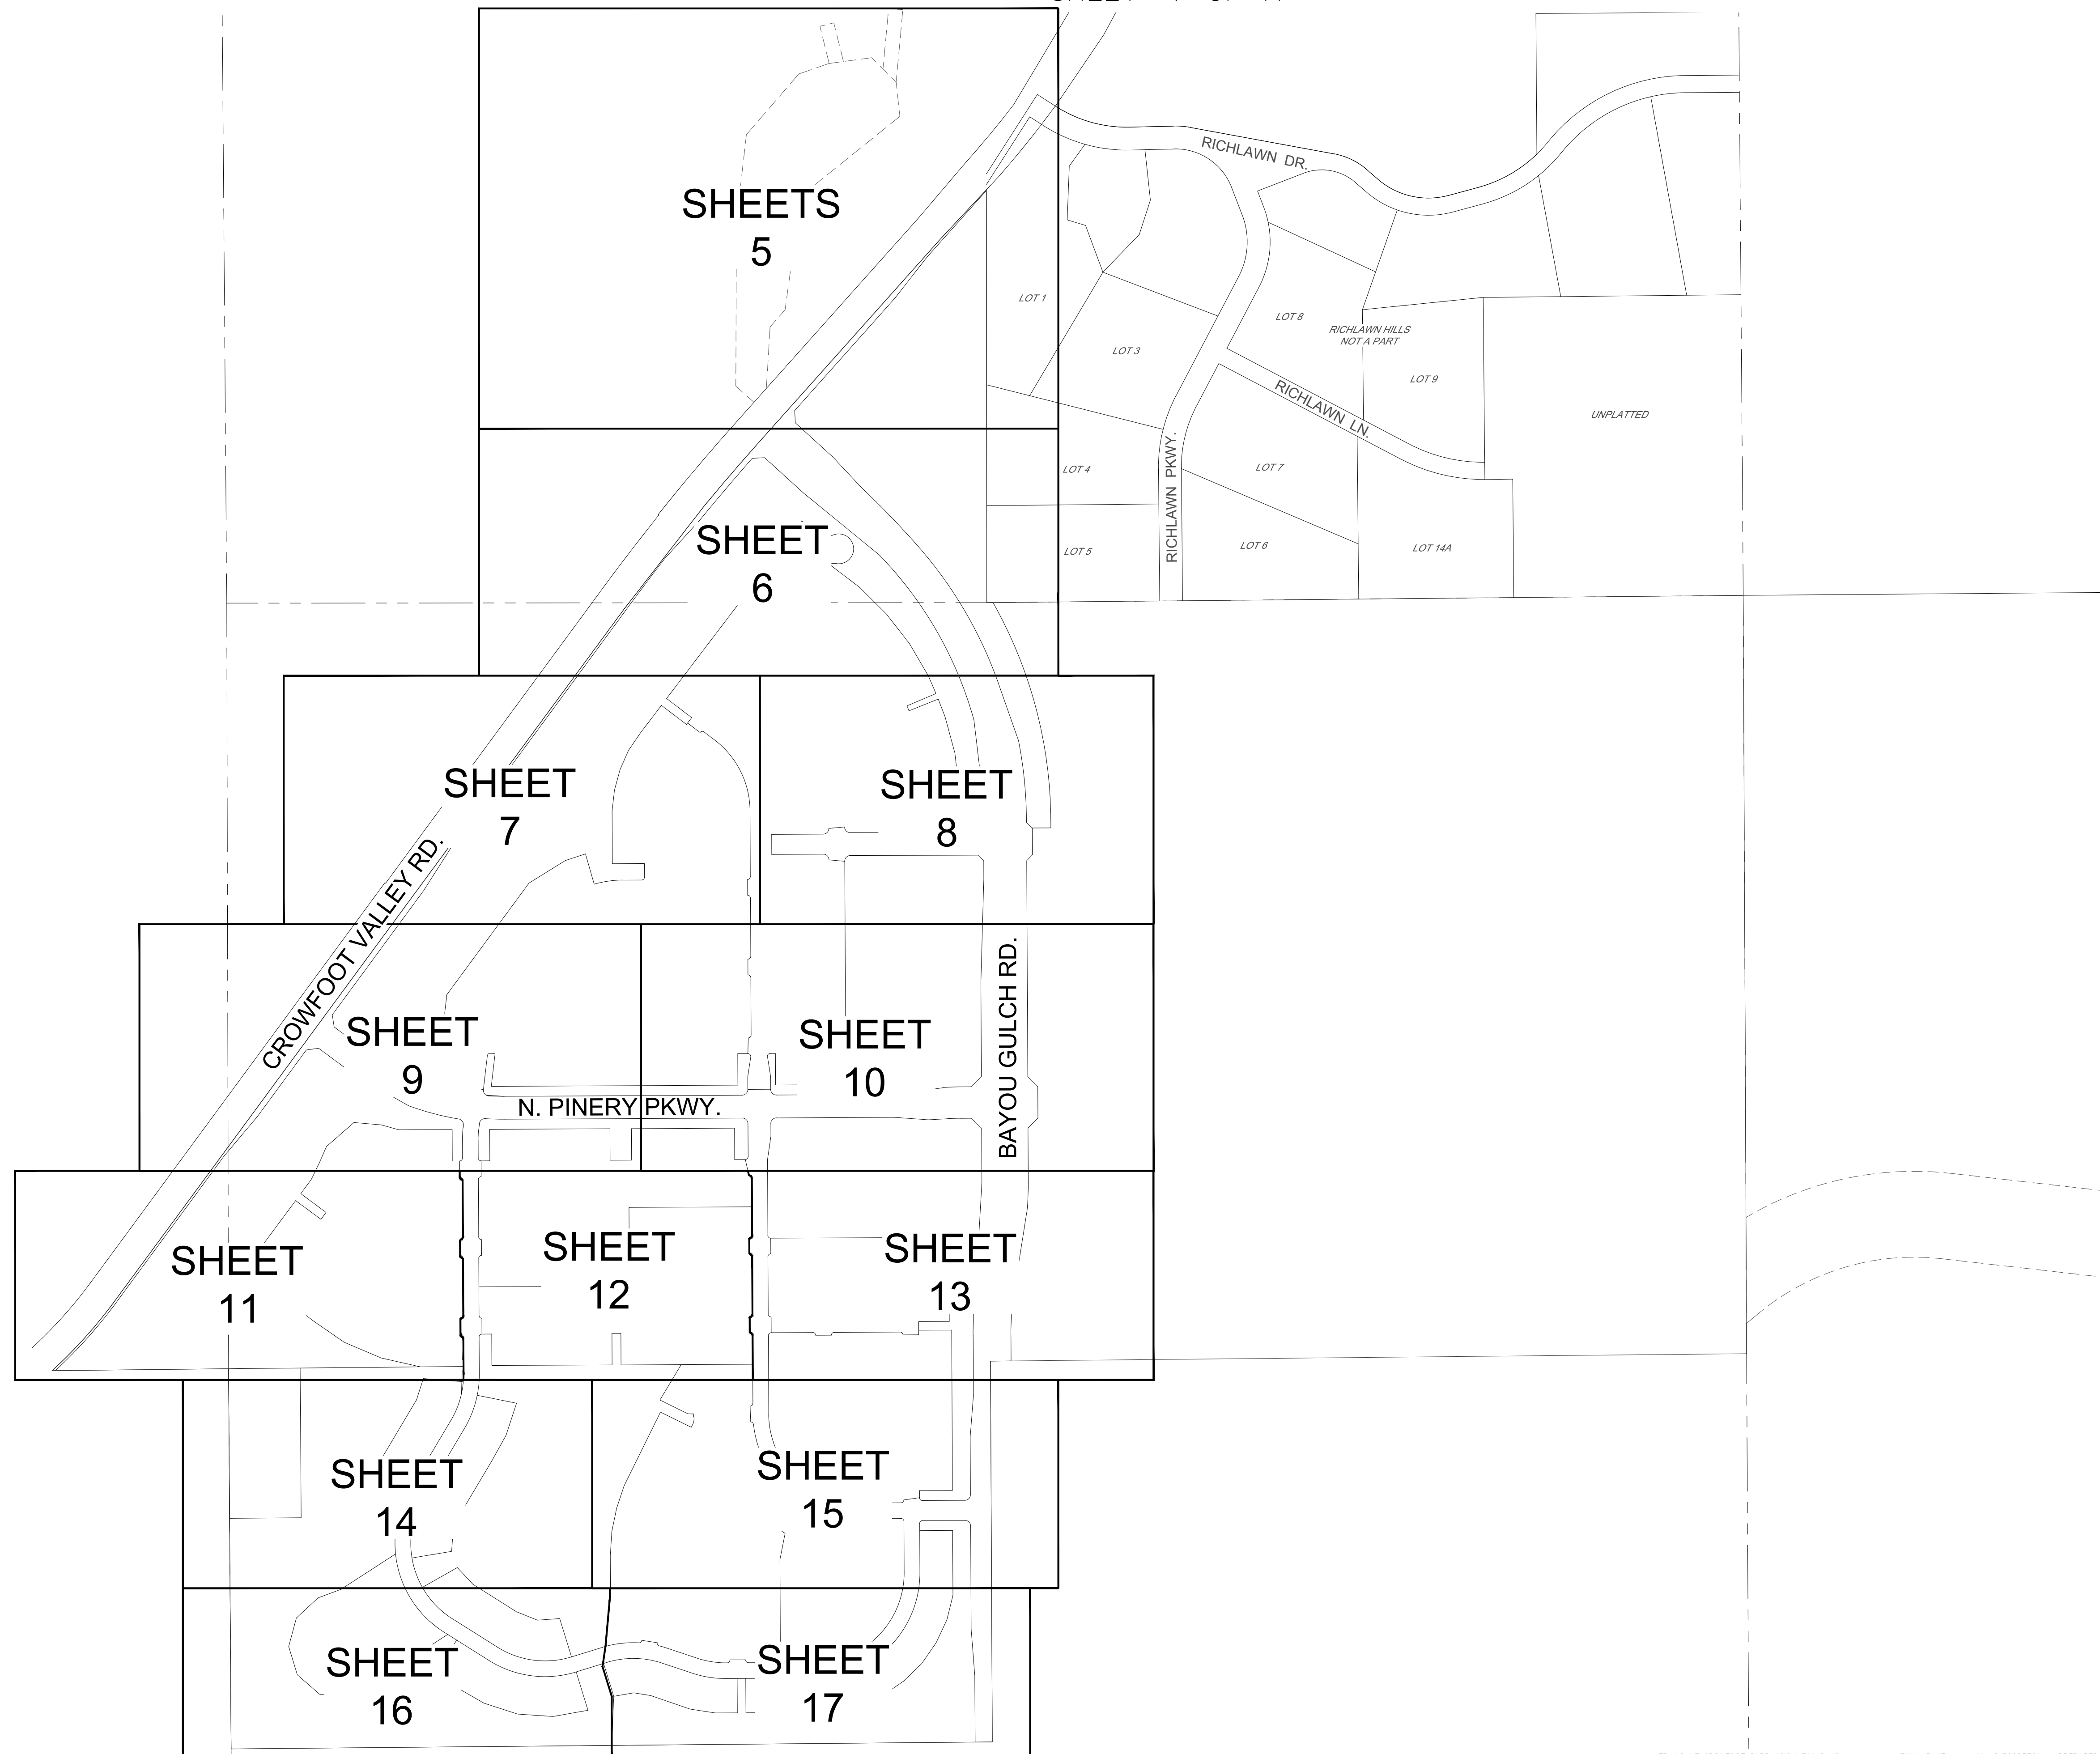 RICHLAWN DR.
SHEETS
5
LOT 1
LOT 8
RICHLAWN HILLS
NOT A PART
LOT 3
LOT 9
RICHLAWN LN.
UNPLATTED
RICHLAWN PKWY.
LOT 4
LOT 7
SHEET
6
LOT 5
LOT 6
LOT 14A
SHEET
7
SHEET
8
CROWFOOT VALLEY RD.
SHEET
9
SHEET
10
BAYOU GULCH RD.
N. PINERY PKWY.
SHEET
11
SHEET
12
SHEET
13
SHEET
14
SHEET
15
SHEET
16
SHEET
17